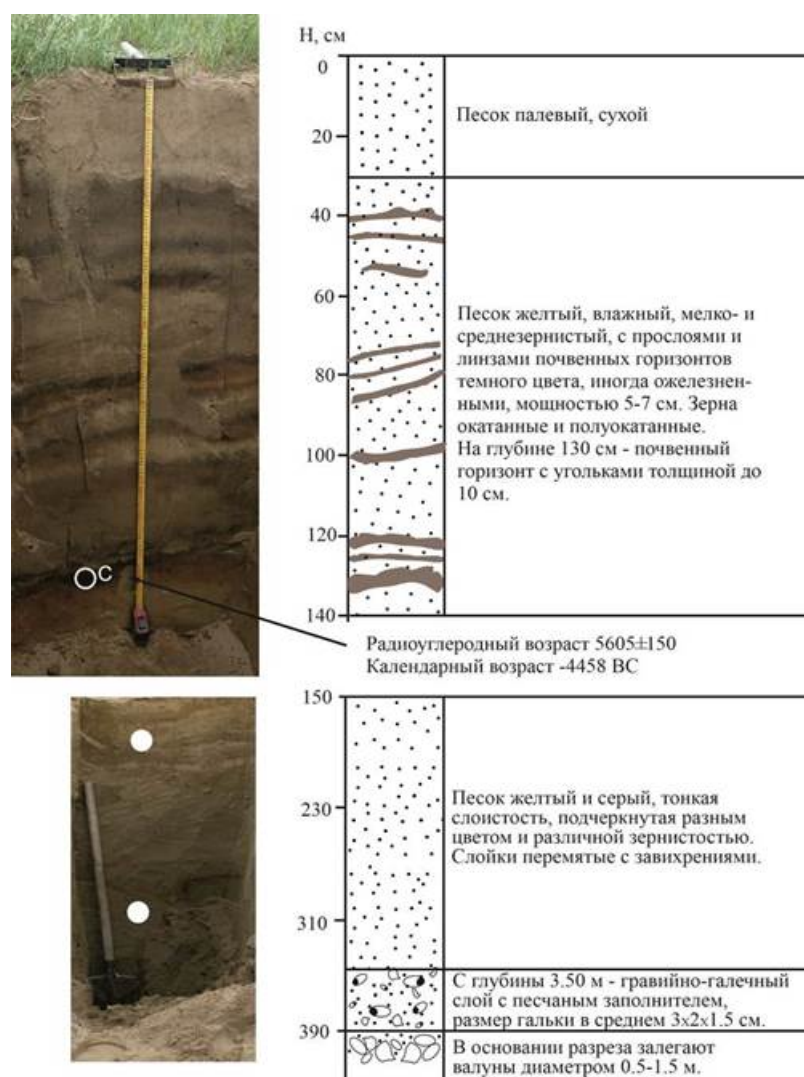 Н, см
0
Песок палевый, сухой
20
40
60
Песок желтый, влажный, мелко- и
среднезернистый, с прослоями и
линзами почвенных горизонтов
80
темного цвета, иногда ожелезнен-
ными, мощностью 5-7 см. Зерна
окатанные и полуокатанные.
100
На глубине 130 см - почвенный
горизонт с угольками толщиной до
10 см.
120
С
140
Радиоуглеродный возраст 5605±150
Календарный возраст -4458 ВС
150
230
Песок желтый и серый, тонкая
слоистость, подчеркнутая разным
цветом и различной зернистостью.
Слойки перемятые с завихрениями.
310
С глубины 3.50 м - гравийно-галечный
слой с песчаным заполнителем,
размер гальки в среднем 3х2х1.5 см.
390
В основании разреза залегают
валуны диаметром 0.5-1.5 м.